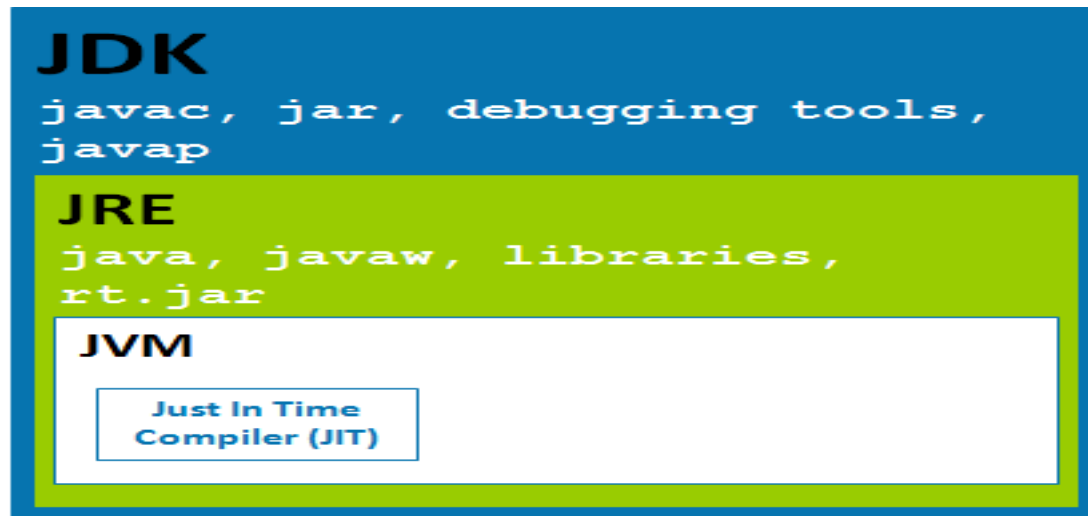 JDK
javac, jar, debugging tools,
javap
JRE
java, javaw, libraries,
rt.jar
JVM
Just In Time
Compiler (JIT)